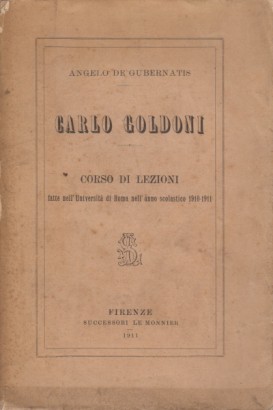 ANGELO DE GUBERNATIS
CARLO GOLDONI
CORSO DI LEZIONI
fatte nell'Università di Roma nell'anno scolastico 1910-1911
FIRENZE
SUCCESSORI LE MONNIER
1911